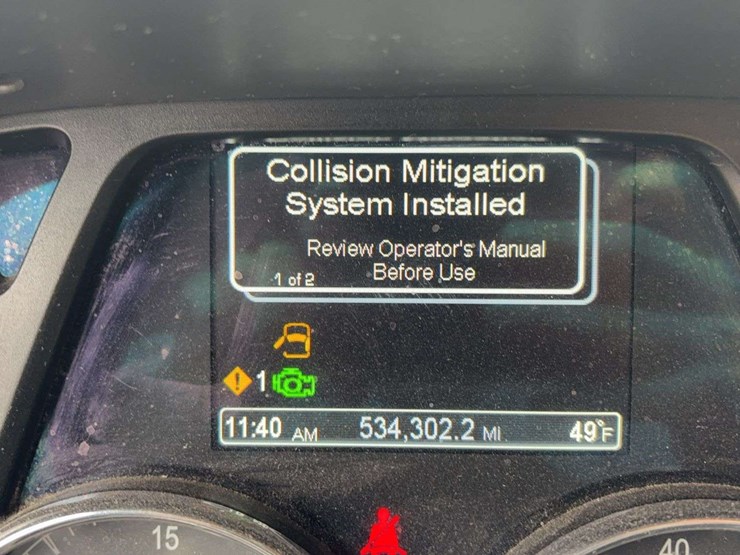 Collision Mitigation
System Installed
Review Operator's Manual
Before Use
1 of 2
! 1
11:40 AM 534,302.2 MI 49°F
15
40